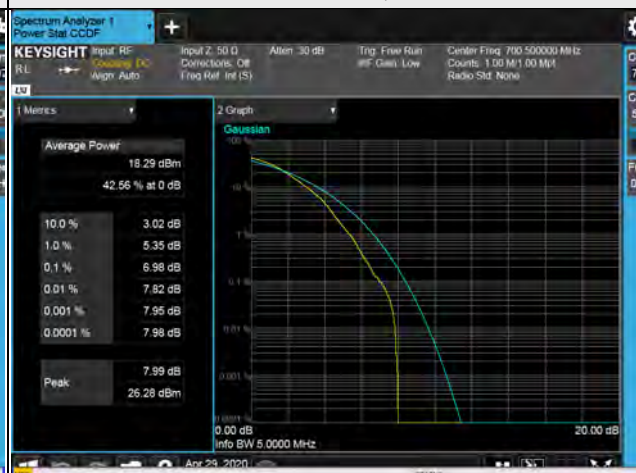 Spectrum Analyzer 1
Power Stat CCDF
+
KEYSIGHT Input: RF Input Z: 50 Ω Atten: 30 dB Trig: Free Run Center Freq: 700.500000 MHz
RL Coupling: DC Corrections: Off #IF Gain: Low Counts: 1.00 M/1.00 Mpt
Align: Auto Freq Ref: Int (S) Radio Std: None
LXI
1 Metrics
2 Graph
Gaussian
Average Power
18.29 dBm
42.56 % at 0 dB
10.0 % 3.02 dB
1.0 % 5.35 dB
0.1 % 6.98 dB
0.01 % 7.82 dB
0.001 % 7.95 dB
0.0001 % 7.98 dB
Peak
7.99 dB
26.28 dBm
100 %
10 %
1 %
0.1 %
0.01 %
0.001 %
0.0001 %
0.00 dB 20.00 dB
Info BW 5.0000 MHz
Apr 29, 2020